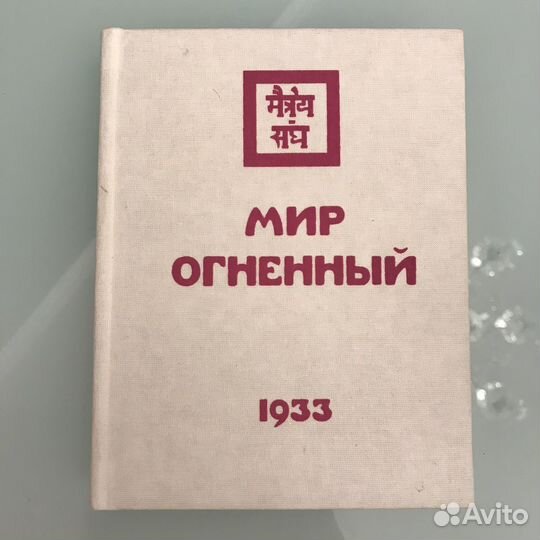 मैत्रेय
संघ
МИР
ОГНЕННЫЙ
1933
Avito